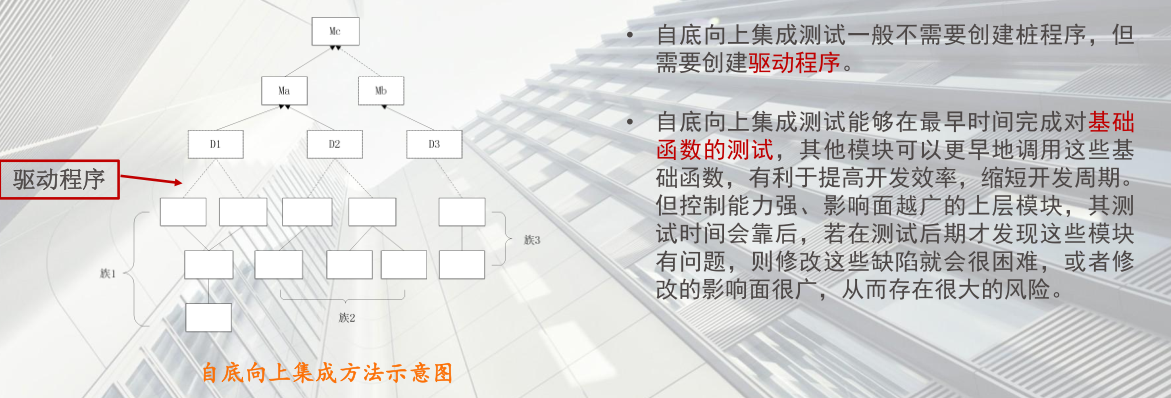 Mc
Ma
Mb
D1
D2
D3
驱动程序
族1
族2
族3
自底向上集成方法示意图
• 自底向上集成测试一般不需要创建桩程序，但
需要创建驱动程序。
• 自底向上集成测试能够在最早时间完成对基础
函数的测试，其他模块可以更早地调用这些基
础函数，有利于提高开发效率，缩短开发周期。
但控制能力强、影响面越广的上层模块，其测
试时间会靠后，若在测试后期才发现这些模块
有问题，则修改这些缺陷就会很困难，或者修
改的影响面很广，从而存在很大的风险。